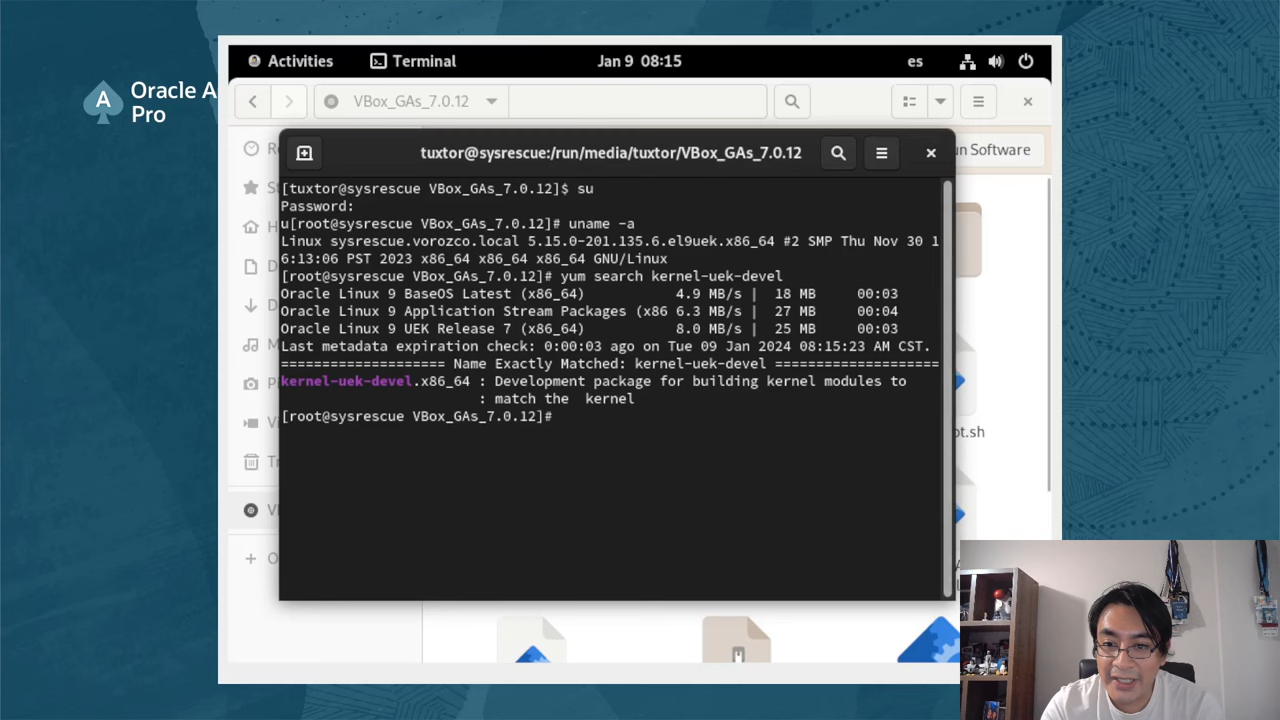 Oracle A
Pro
Activities
Terminal
Jan 9 08:15
es
VBox_GAs_7.0.12
un Software
tuxtor@sysrescue:/run/media/tuxtor/VBox_GAs_7.0.12
[tuxtor@sysrescue VBox_GAs_7.0.12]$ su
Password:
u[root@sysrescue VBox_GAs_7.0.12]# uname -a
Linux sysrescue.vorozco.local 5.15.0-201.135.6.el9uek.x86_64 #2 SMP Thu Nov 30 1
6:13:06 PST 2023 x86_64 x86_64 x86_64 GNU/Linux
[root@sysrescue VBox_GAs_7.0.12]# yum search kernel-uek-devel
Oracle Linux 9 BaseOS Latest (x86_64) 4.9 MB/s | 18 MB 00:03
Oracle Linux 9 Application Stream Packages (x86 6.3 MB/s | 27 MB 00:04
Oracle Linux 9 UEK Release 7 (x86_64) 8.0 MB/s | 25 MB 00:03
Last metadata expiration check: 0:00:03 ago on Tue 09 Jan 2024 08:15:23 AM CST.
==================== Name Exactly Matched: kernel-uek-devel ====================
kernel-uek-devel.x86_64 : Development package for building kernel modules to
: match the kernel
[root@sysrescue VBox_GAs_7.0.12]#
ot.sh